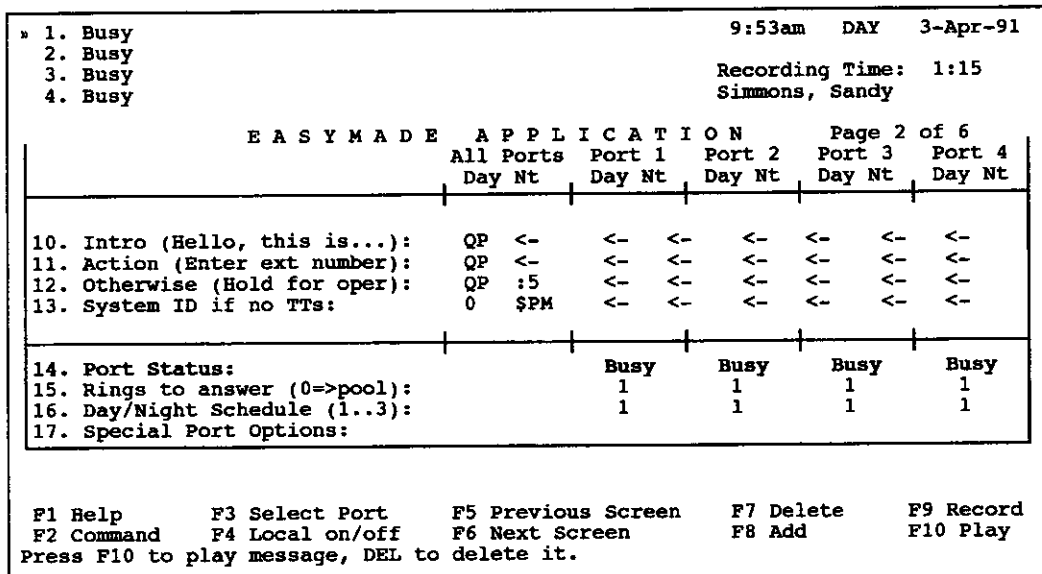 » 1. Busy 9:53am DAY 3-Apr-91
2. Busy
3. Busy Recording Time: 1:15
4. Busy Simmons, Sandy
E A S Y M A D E A P P L I C A T I O N Page 2 of 6
All Ports Port 1 Port 2 Port 3 Port 4
Day Nt Day Nt Day Nt Day Nt Day Nt
10. Intro (Hello, this is...): QP <- <- <- <- <- <- <-
11. Action (Enter ext number): QP <- <- <- <- <- <- <-
12. Otherwise (Hold for oper): QP :5 <- <- <- <- <- <-
13. System ID if no TTs: 0 $PM <- <- <- <- <- <-
14. Port Status: Busy Busy Busy Busy
15. Rings to answer (0=>pool): 1 1 1 1
16. Day/Night Schedule (1..3): 1 1 1 1
17. Special Port Options:
F1 Help F3 Select Port F5 Previous Screen F7 Delete F9 Record
F2 Command F4 Local on/off F6 Next Screen F8 Add F10 Play
Press F10 to play message, DEL to delete it.